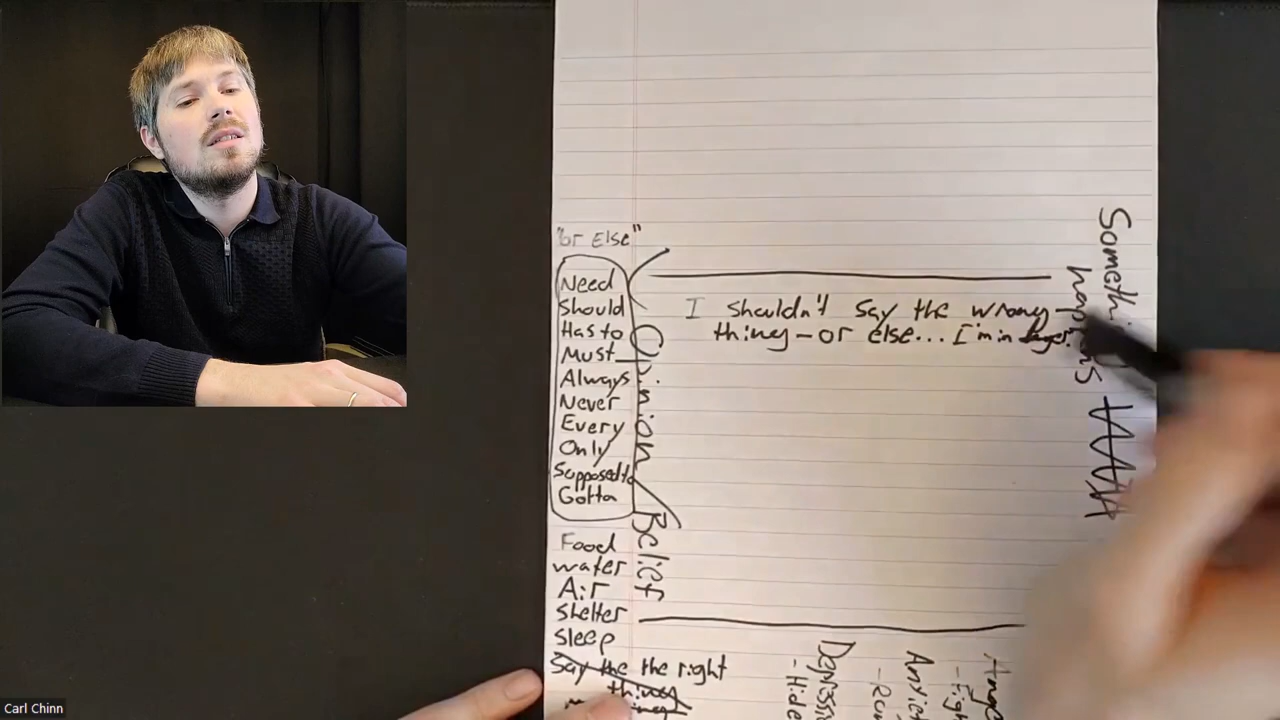 "or Else"
Need
Should
Has to
Must
Always
Never
Every
Only
Supposed to
Gotta
Food
water
Air
Shelter
Sleep
Say the the right
thing
Opinion
Belief
I shouldn't say the wrong
thing - or else... I'm in
Depression
- Hide
Anxiety
Something
happens
Carl Chinn